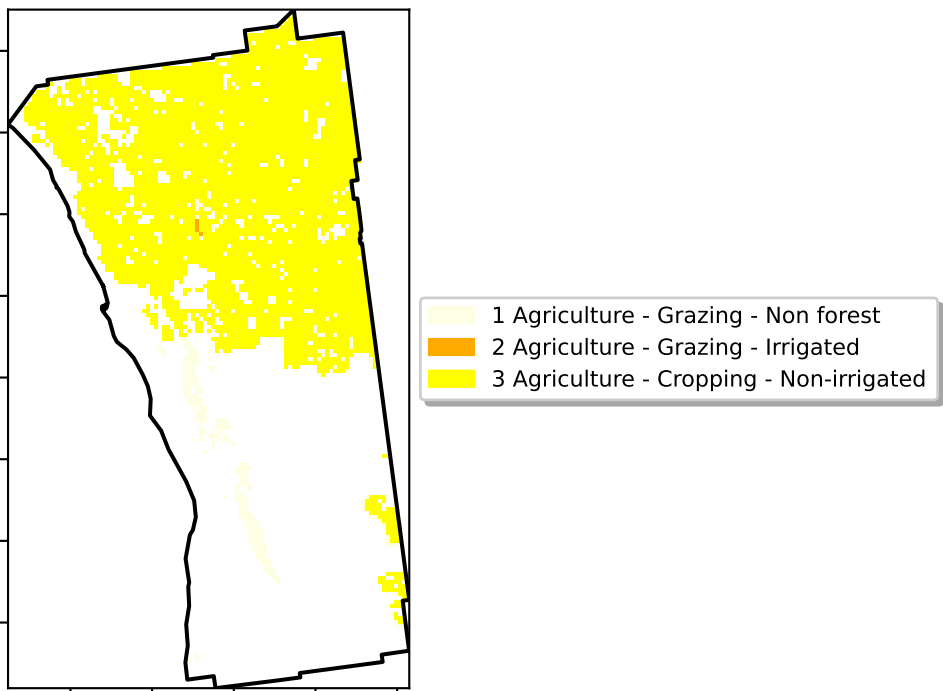 1 Agriculture - Grazing - Non forest
2 Agriculture - Grazing - Irrigated
3 Agriculture - Cropping - Non-irrigated